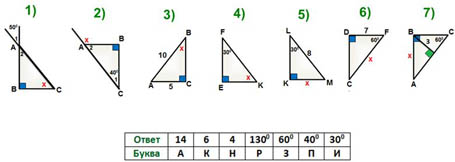 1) 2) 3) 4) 5) 6) 7)
50⁰ A 1 2 B x C
x A 2 B 40⁰ 1 C
B x 10 A 5 C
F 30⁰ E x K
L 30⁰ 8 K x M
D 7 F 60⁰ x C
B C 3 60⁰ x A
Ответ 14 6 4 130⁰ 60⁰ 40⁰ 30⁰
Буква А К Н Р З П И